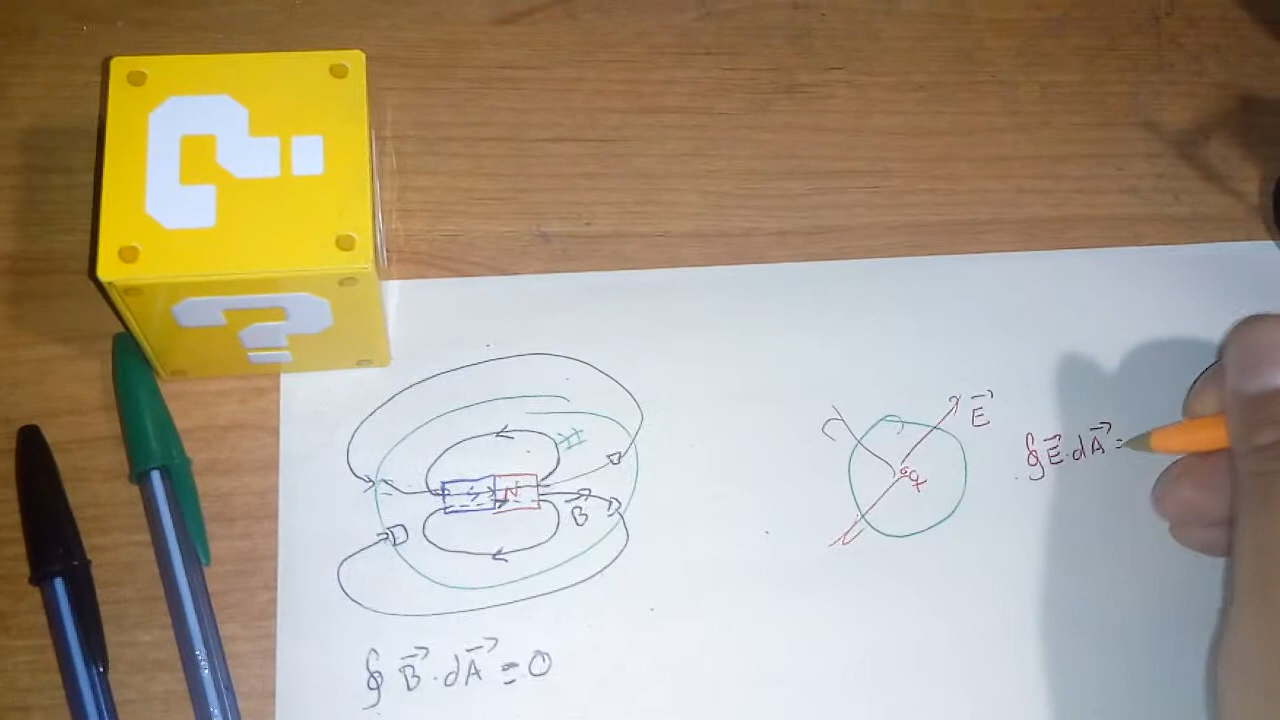 ?
?
S N
B⃗
∮ B⃗ · dA⃗ = 0
E⃗
q
∮ E⃗ · dA⃗ =